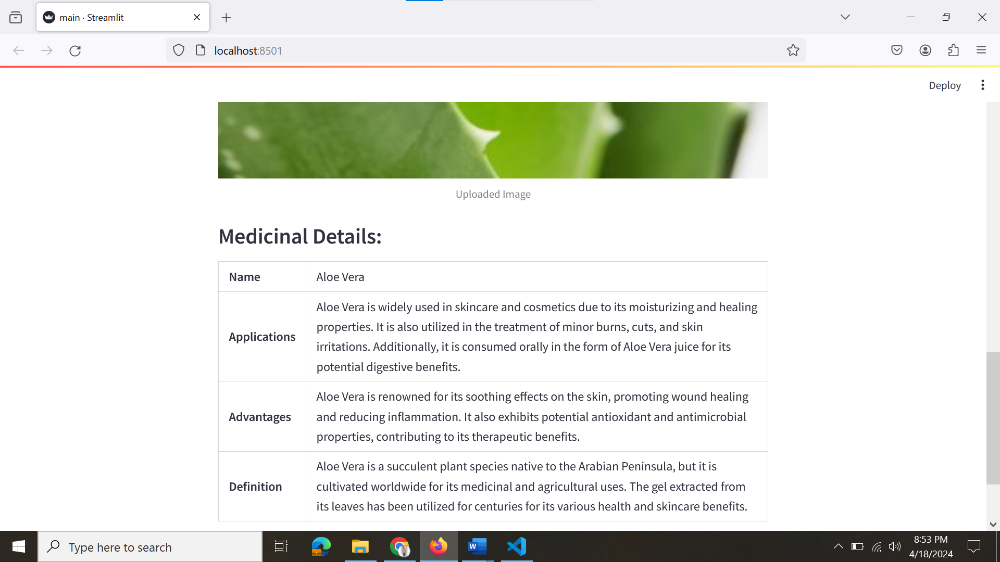 main · Streamlit
localhost:8501
Deploy
Uploaded Image
Medicinal Details:
Name
Aloe Vera
Applications
Aloe Vera is widely used in skincare and cosmetics due to its moisturizing and healing
properties. It is also utilized in the treatment of minor burns, cuts, and skin
irritations. Additionally, it is consumed orally in the form of Aloe Vera juice for its
potential digestive benefits.
Advantages
Aloe Vera is renowned for its soothing effects on the skin, promoting wound healing
and reducing inflammation. It also exhibits potential antioxidant and antimicrobial
properties, contributing to its therapeutic benefits.
Definition
Aloe Vera is a succulent plant species native to the Arabian Peninsula, but it is
cultivated worldwide for its medicinal and agricultural uses. The gel extracted from
its leaves has been utilized for centuries for its various health and skincare benefits.
Type here to search
W
8:53 PM
4/18/2024